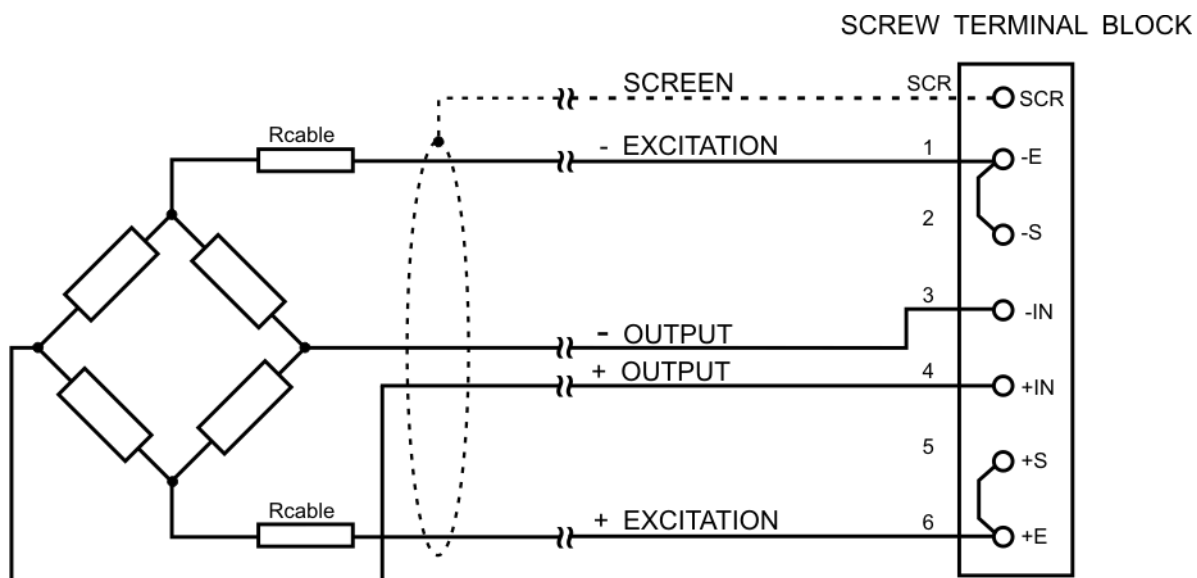 SCREW TERMINAL BLOCK
SCREEN
SCR
SCR
Rcable
- EXCITATION
1
-E
2
-S
3
-IN
- OUTPUT
+ OUTPUT
4
+IN
5
+S
Rcable
+ EXCITATION
6
+E